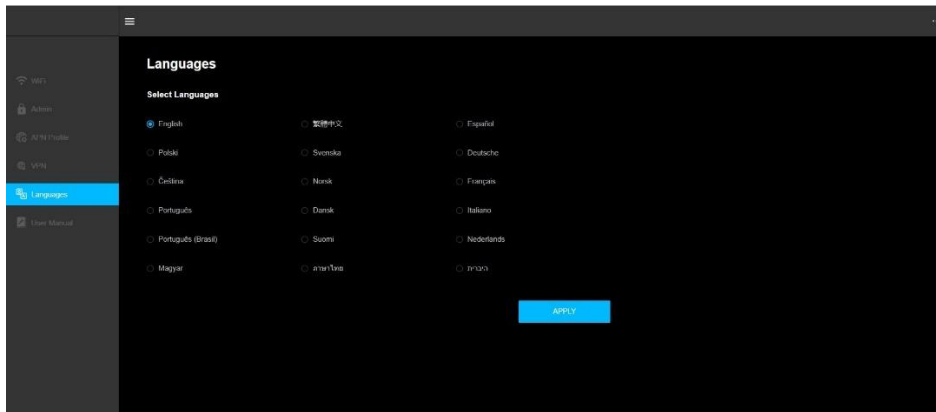 Languages
Select Languages
WiFi
Admin
APN Profile
VPN
Languages
User Manual
English 繁體中文 Español
Polski Svenska Deutsche
Čeština Norsk Français
Português Dansk Italiano
Português (Brasil) Suomi Nederlands
Magyar ภาษาไทย היברית
APPLY